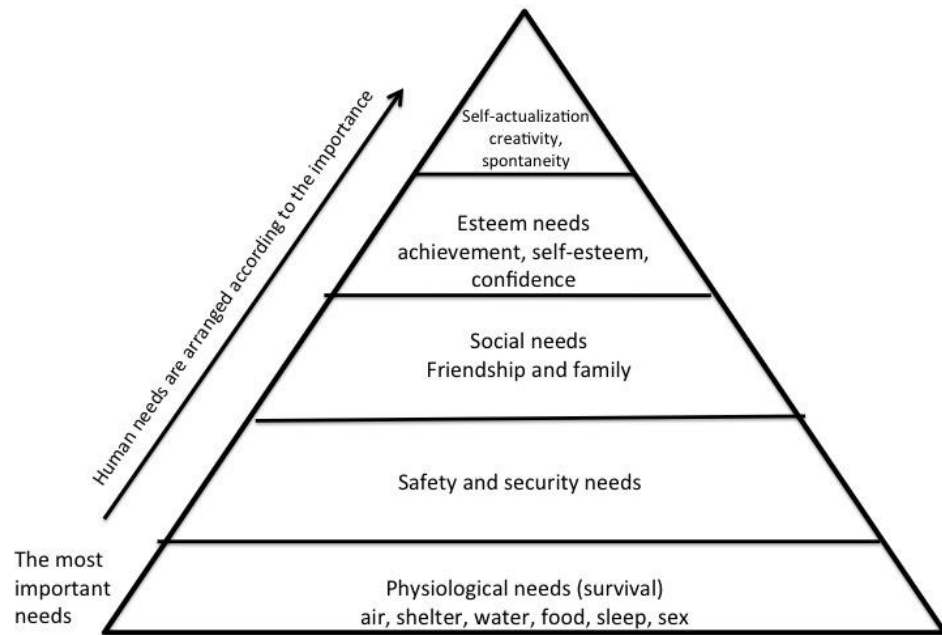 Self-actualization
creativity,
spontaneity
Human needs are arranged according to the importance
Esteem needs
achievement, self-esteem,
confidence
Social needs
Friendship and family
Safety and security needs
The most
important
needs
Physiological needs (survival)
air, shelter, water, food, sleep, sex